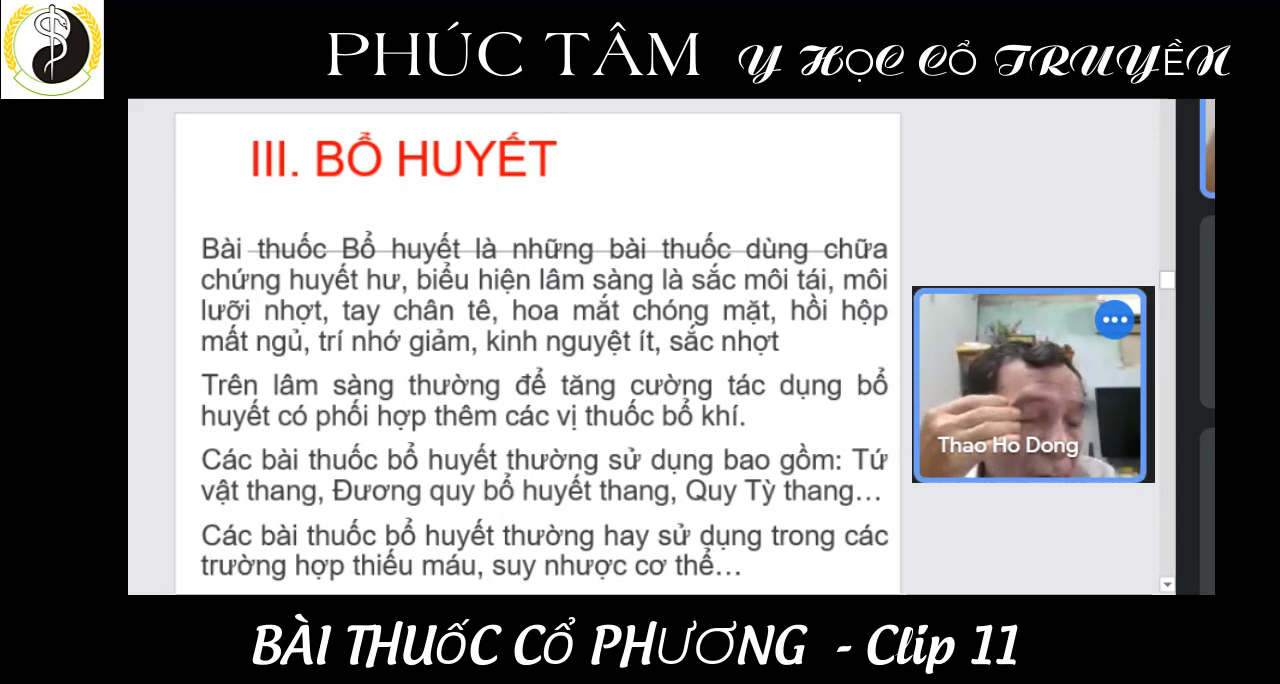 PHÚC TÂM Y HỌC CỔ TRUYỀN
III. BỔ HUYẾT
Bài thuốc Bổ huyết là những bài thuốc dùng chữa
chứng huyết hư, biểu hiện lâm sàng là sắc môi tái, môi
lưỡi nhợt, tay chân tê, hoa mắt chóng mặt, hồi hộp
mất ngủ, trí nhớ giảm, kinh nguyệt ít, sắc nhợt
Trên lâm sàng thường để tăng cường tác dụng bổ
huyết có phối hợp thêm các vị thuốc bổ khí.
Các bài thuốc bổ huyết thường sử dụng bao gồm: Tứ
vật thang, Đương quy bổ huyết thang, Quy Tỳ thang...
Các bài thuốc bổ huyết thường hay sử dụng trong các
trường hợp thiếu máu, suy nhược cơ thể...
Thao Ho Dong
BÀI THUỐC CỔ PHƯƠNG - Clip 11